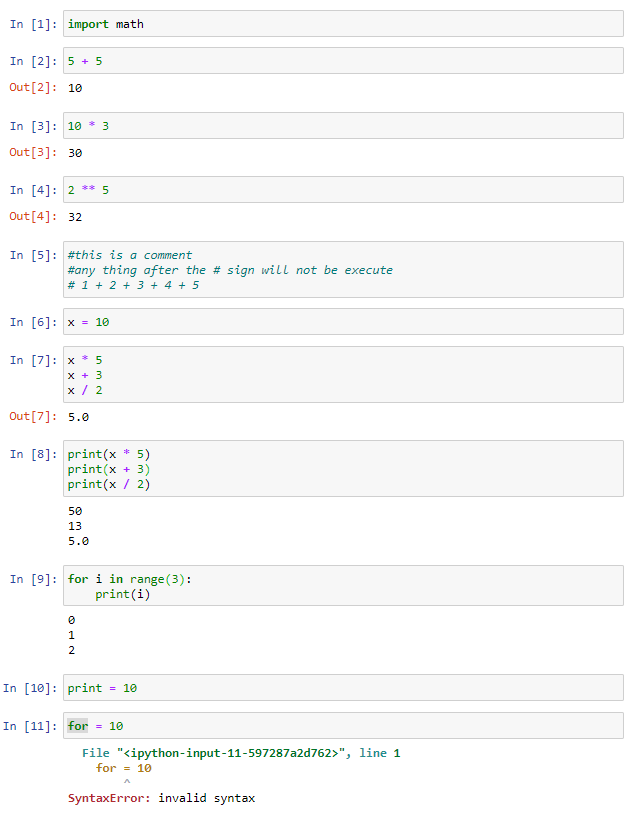 In [1]: import math
In [2]: 5 + 5
Out[2]: 10
In [3]: 10 * 3
Out[3]: 30
In [4]: 2 ** 5
Out[4]: 32
In [5]: #this is a comment
#any thing after the # sign will not be execute
# 1 + 2 + 3 + 4 + 5
In [6]: x = 10
In [7]: x * 5
x + 3
x / 2
Out[7]: 5.0
In [8]: print(x * 5)
print(x + 3)
print(x / 2)
50
13
5.0
In [9]: for i in range(3):
    print(i)
0
1
2
In [10]: print = 10
In [11]: for = 10
File "<ipython-input-11-597287a2d762>", line 1
for = 10
^
SyntaxError: invalid syntax